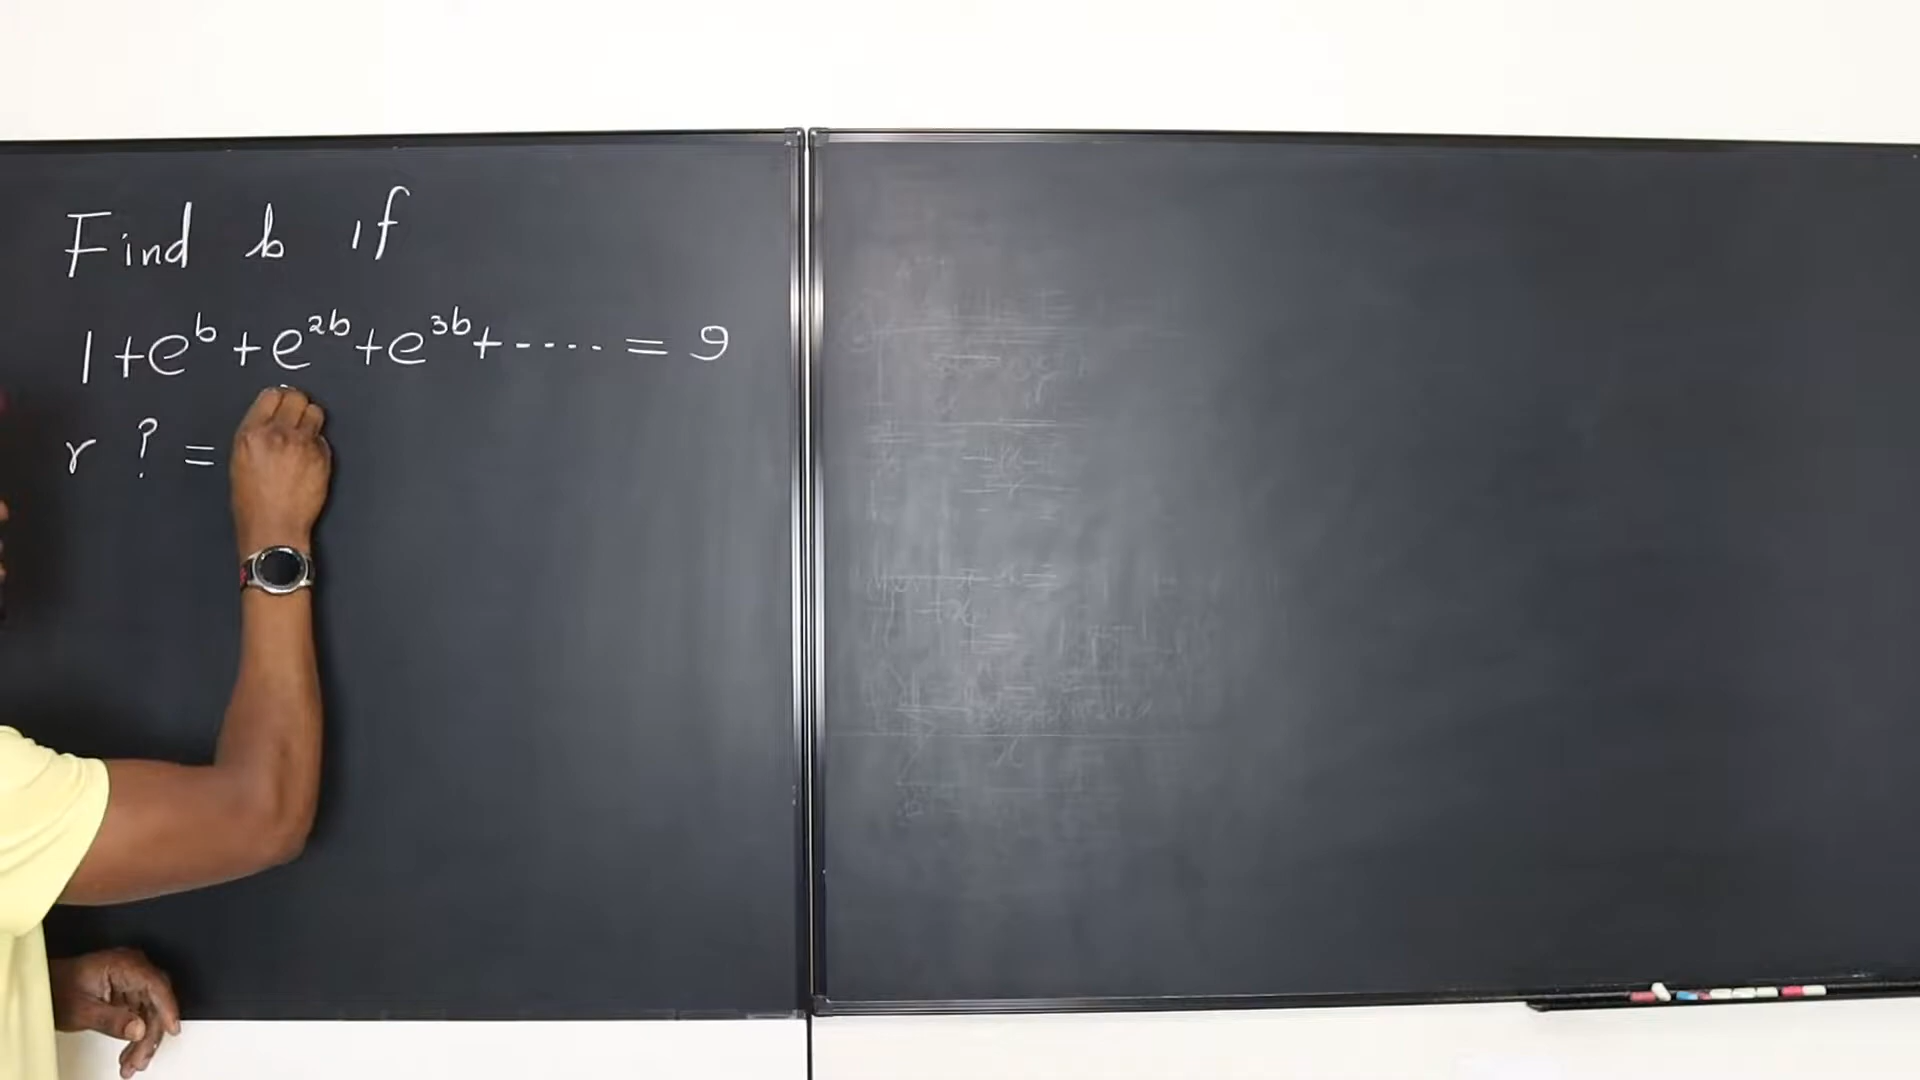 Find b if
1 + e^b + e^{2b} + e^{3b} + ---- = 9
r ? =